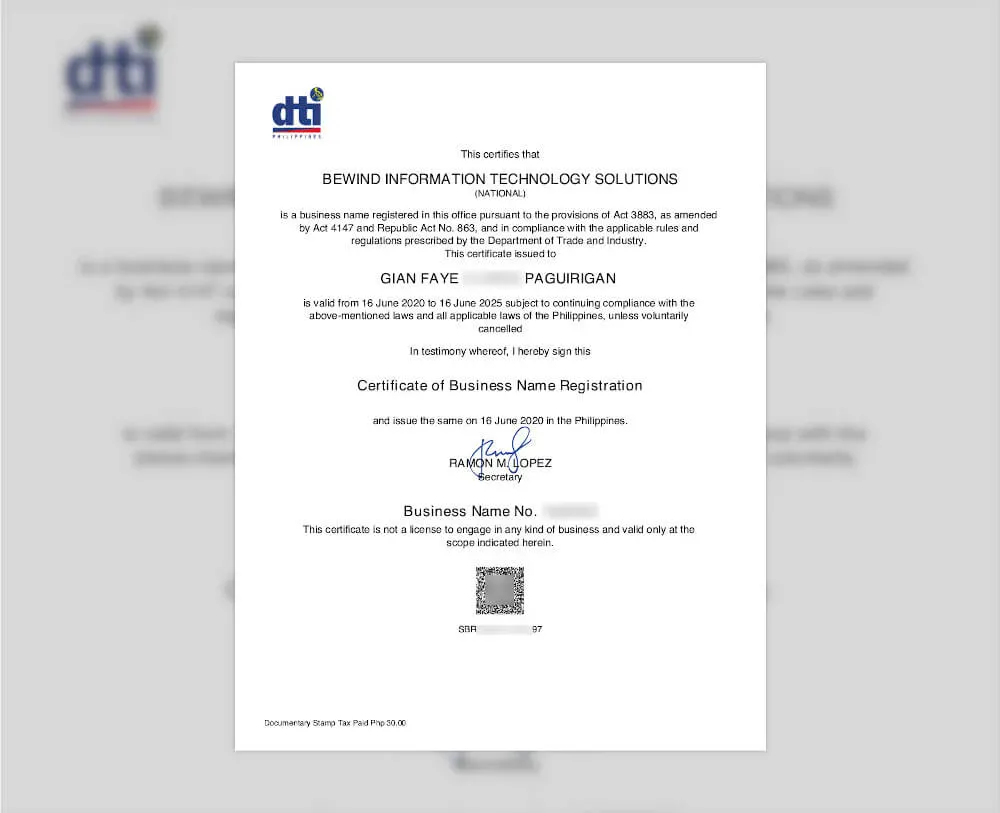 dti
PHILIPPINES
This certifies that
BEWIND INFORMATION TECHNOLOGY SOLUTIONS
(NATIONAL)
is a business name registered in this office pursuant to the provisions of Act 3883, as amended
by Act 4147 and Republic Act No. 863, and in compliance with the applicable rules and
regulations prescribed by the Department of Trade and Industry.
This certificate issued to
GIAN FAYE PAGUIRIGAN
is valid from 16 June 2020 to 16 June 2025 subject to continuing compliance with the
above-mentioned laws and all applicable laws of the Philippines, unless voluntarily
cancelled
In testimony whereof, I hereby sign this
Certificate of Business Name Registration
and issue the same on 16 June 2020 in the Philippines.
RAMON M. LOPEZ
Secretary
Business Name No.
This certificate is not a license to engage in any kind of business and valid only at the
scope indicated herein.
SBR 97
Documentary Stamp Tax Paid Php 30.00